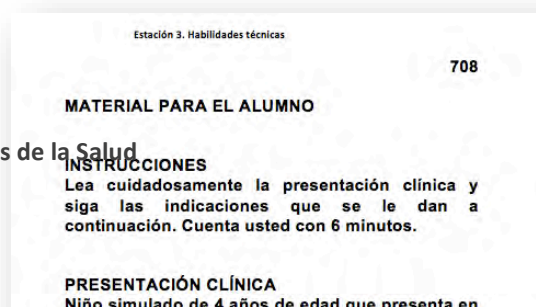 Estación 3. Habilidades técnicas
708
MATERIAL PARA EL ALUMNO
s de la Salud
INSTRUCCIONES
Lea cuidadosamente la presentación clínica y
siga las indicaciones que se le dan a
continuación. Cuenta usted con 6 minutos.
PRESENTACIÓN CLÍNICA
Niño simulado de 4 años de edad que presenta en